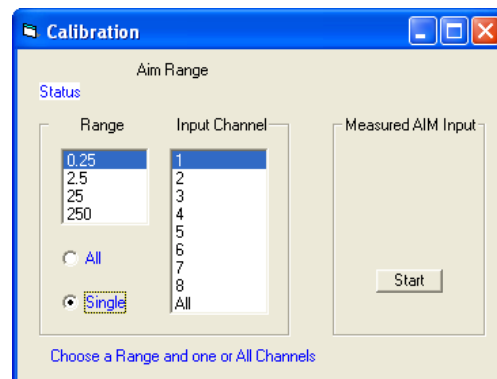 Calibration
Aim Range
Status
Range
Input Channel
Measured AIM Input
0.25
2.5
25
250
All
Single
1
2
3
4
5
6
7
8
All
Start
Choose a Range and one or All Channels